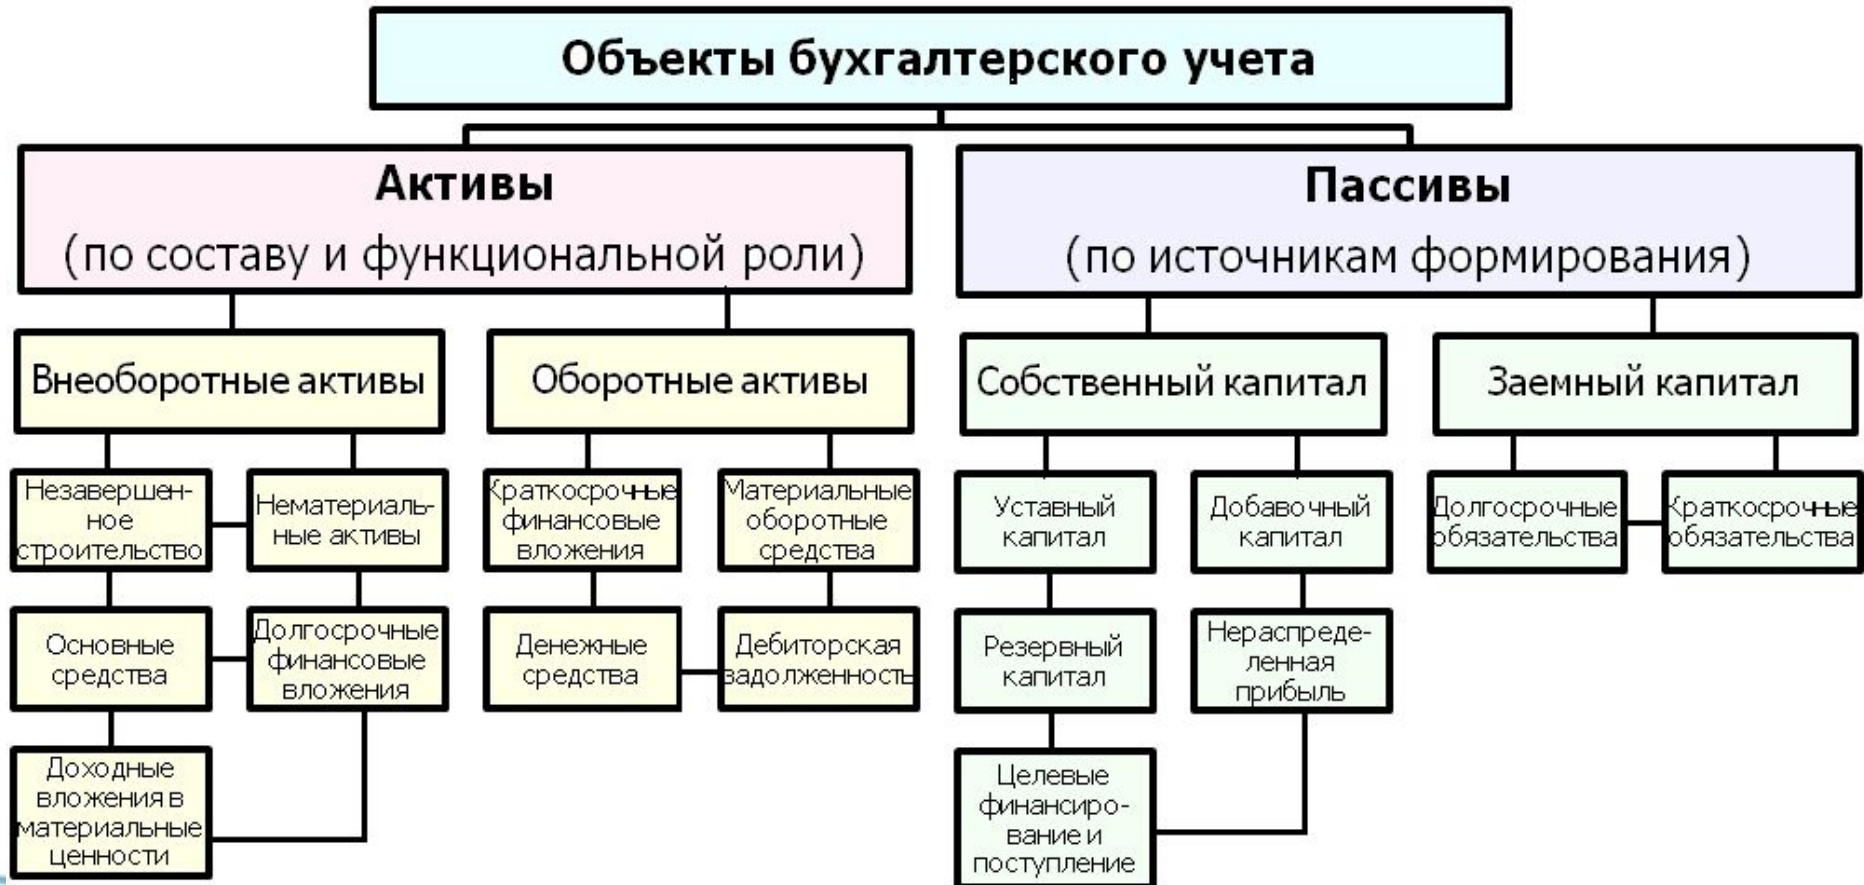 Объекты бухгалтерского учета
Активы
(по составу и функциональной роли)
Пассивы
(по источникам формирования)
Внеоборотные активы
Оборотные активы
Собственный капитал
Заемный капитал
Незавершен-
ное
строительство
Нематериаль-
ные активы
Краткосрочные
финансовые
вложения
Материальные
оборотные
средства
Уставный
капитал
Добавочный
капитал
Долгосрочные
обязательства
Краткосрочные
обязательства
Основные
средства
Долгосрочные
финансовые
вложения
Денежные
средства
Дебиторская
задолженность
Резервный
капитал
Нераспреде-
ленная
прибыль
Доходные
вложения в
материальные
ценности
Целевые
финансиро-
вание и
поступление